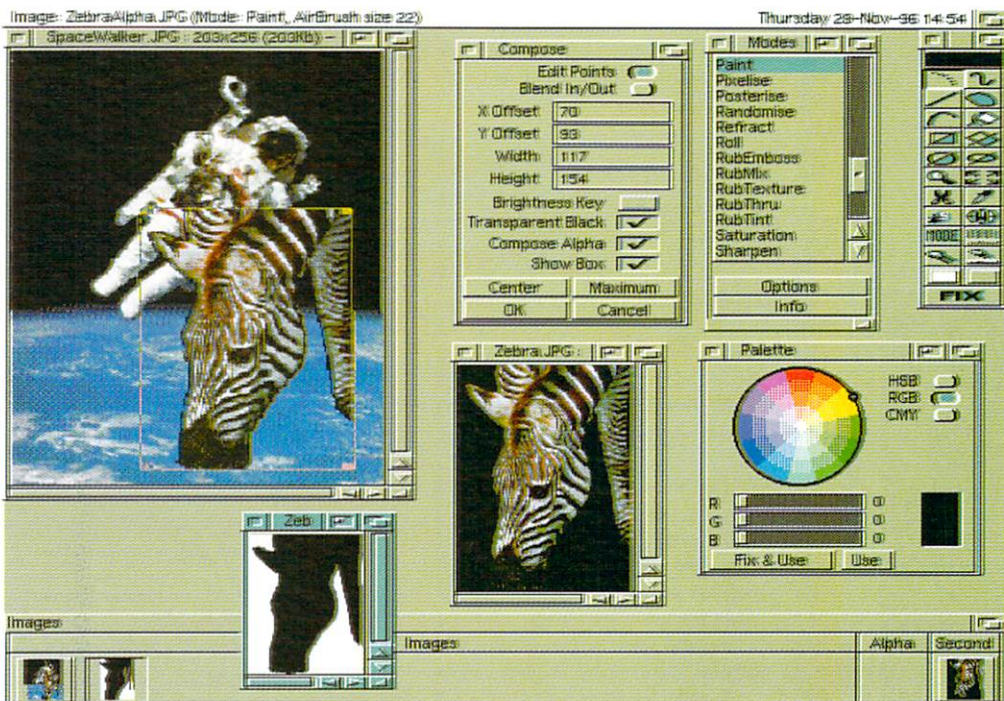 Image: ZebraAlpha.JPG (Mode: Paint, AirBrush size 22)
Thursday 28-Nov-96 14:54
SpaceWalker.JPG : 203x256 (203Kb) -
Compose
Edit Points
Blend In/Out
X Offset 70
Y Offset 93
Width 117
Height 154
Brightness Key
Transparent Black
Compose Alpha
Show Box
Center
Maximum
OK
Cancel
Modes
Paint
Pixelise
Posterise
Randomise
Refract
Roll
RubEmboss
RubMix
RubTexture
RubThru
RubTint
Saturation
Sharpen
Options
Info
MODE
FIX
Zebra.JPG :
Palette
HSB
RGB
CMY
R 0
G 0
B 0
Fix & Use
Use
Zeb
Images
Images
Alpha
Second